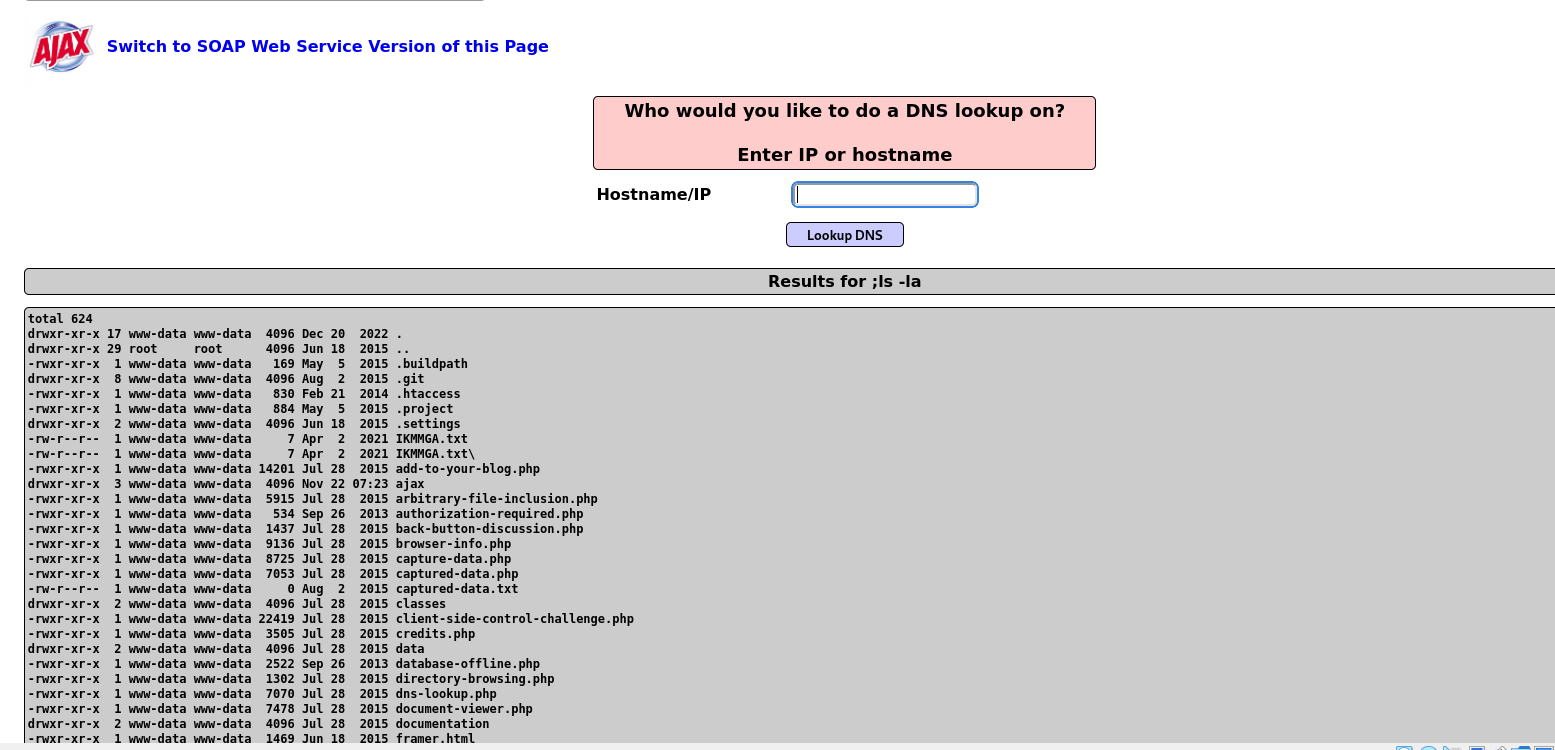 AJAX
Switch to SOAP Web Service Version of this Page
Who would you like to do a DNS lookup on?
Enter IP or hostname
Hostname/IP
Lookup DNS
Results for ;ls -la
total 624
drwxr-xr-x 17 www-data www-data  4096 Dec 20  2022 .
drwxr-xr-x 29 root     root      4096 Jun 18  2015 ..
-rwxr-xr-x  1 www-data www-data   169 May  5  2015 .buildpath
drwxr-xr-x  8 www-data www-data  4096 Aug  2  2015 .git
-rwxr-xr-x  1 www-data www-data   830 Feb 21  2014 .htaccess
-rwxr-xr-x  1 www-data www-data   884 May  5  2015 .project
drwxr-xr-x  2 www-data www-data  4096 Jun 18  2015 .settings
-rw-r--r--  1 www-data www-data     7 Apr  2  2021 IKMMGA.txt
-rw-r--r--  1 www-data www-data     7 Apr  2  2021 IKMMGA.txt\
-rwxr-xr-x  1 www-data www-data 14201 Jul 28  2015 add-to-your-blog.php
drwxr-xr-x  3 www-data www-data  4096 Nov 22 07:23 ajax
-rwxr-xr-x  1 www-data www-data  5915 Jul 28  2015 arbitrary-file-inclusion.php
-rwxr-xr-x  1 www-data www-data   534 Sep 26  2013 authorization-required.php
-rwxr-xr-x  1 www-data www-data  1437 Jul 28  2015 back-button-discussion.php
-rwxr-xr-x  1 www-data www-data  9136 Jul 28  2015 browser-info.php
-rwxr-xr-x  1 www-data www-data  8725 Jul 28  2015 capture-data.php
-rwxr-xr-x  1 www-data www-data  7053 Jul 28  2015 captured-data.php
-rw-r--r--  1 www-data www-data     0 Aug  2  2015 captured-data.txt
drwxr-xr-x  2 www-data www-data  4096 Jul 28  2015 classes
-rwxr-xr-x  1 www-data www-data 22419 Jul 28  2015 client-side-control-challenge.php
-rwxr-xr-x  1 www-data www-data  3505 Jul 28  2015 credits.php
drwxr-xr-x  2 www-data www-data  4096 Jul 28  2015 data
-rwxr-xr-x  1 www-data www-data  2522 Sep 26  2013 database-offline.php
-rwxr-xr-x  1 www-data www-data  1302 Jul 28  2015 directory-browsing.php
-rwxr-xr-x  1 www-data www-data  7070 Jul 28  2015 dns-lookup.php
-rwxr-xr-x  1 www-data www-data  7478 Jul 28  2015 document-viewer.php
drwxr-xr-x  2 www-data www-data  4096 Jul 28  2015 documentation
-rwxr-xr-x  1 www-data www-data  1469 Jun 18  2015 framer.html